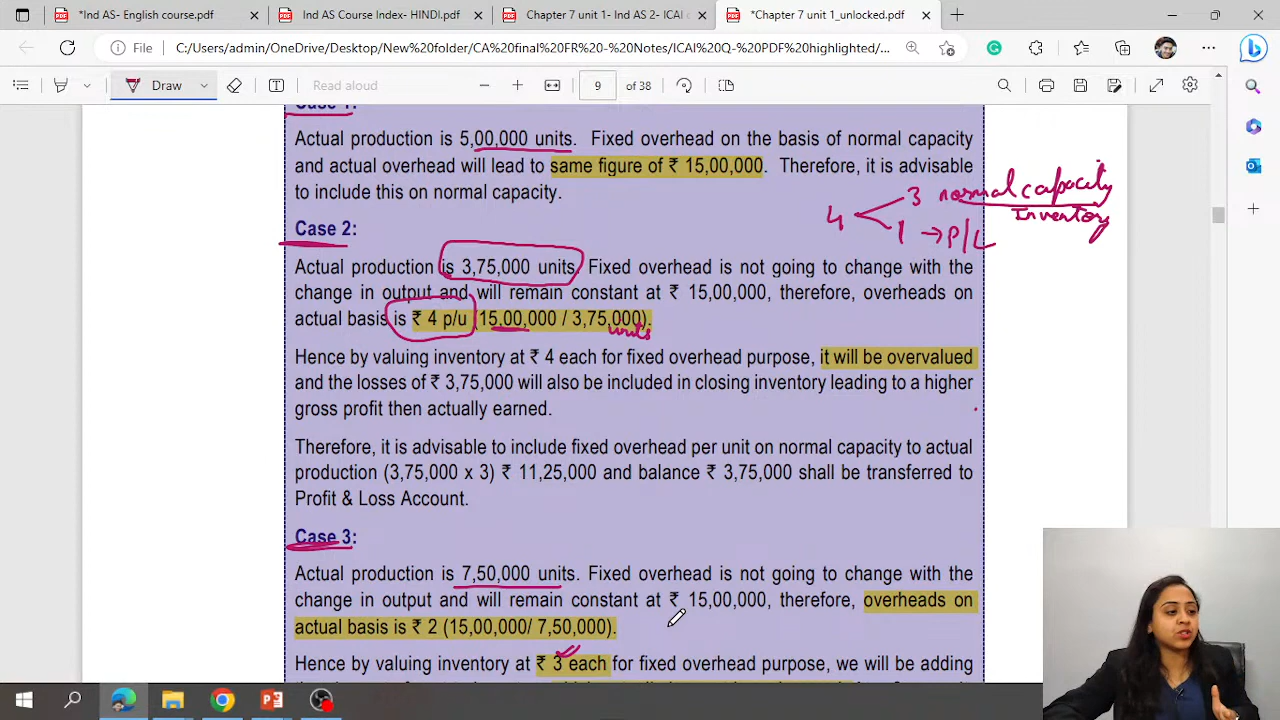 *Ind AS- English course.pdf
Ind AS Course Index- HINDI.pdf
Chapter 7 unit 1- Ind AS 2- ICAI
*Chapter 7 unit 1_unlocked.pdf
File
C:/Users/admin/OneDrive/Desktop/New%20folder/CA%20final%20FR%20-%20Notes/ICAI%20Q-%20PDF%20highlighted/...
Draw
Read aloud
9 of 38
Case 1:
Actual production is 5,00,000 units. Fixed overhead on the basis of normal capacity
and actual overhead will lead to same figure of ₹ 15,00,000. Therefore, it is advisable
to include this on normal capacity.
4 3 normal capacity
Inventory
1 → P/L
Case 2:
Actual production is 3,75,000 units. Fixed overhead is not going to change with the
change in output and will remain constant at ₹ 15,00,000, therefore, overheads on
actual basis is ₹ 4 p/u (15,00,000 / 3,75,000).
units
Hence by valuing inventory at ₹ 4 each for fixed overhead purpose, it will be overvalued
and the losses of ₹ 3,75,000 will also be included in closing inventory leading to a higher
gross profit then actually earned.
Therefore, it is advisable to include fixed overhead per unit on normal capacity to actual
production (3,75,000 x 3) ₹ 11,25,000 and balance ₹ 3,75,000 shall be transferred to
Profit & Loss Account.
Case 3:
Actual production is 7,50,000 units. Fixed overhead is not going to change with the
change in output and will remain constant at ₹ 15,00,000, therefore, overheads on
actual basis is ₹ 2 (15,00,000/ 7,50,000).
Hence by valuing inventory at ₹ 3 each for fixed overhead purpose, we will be adding